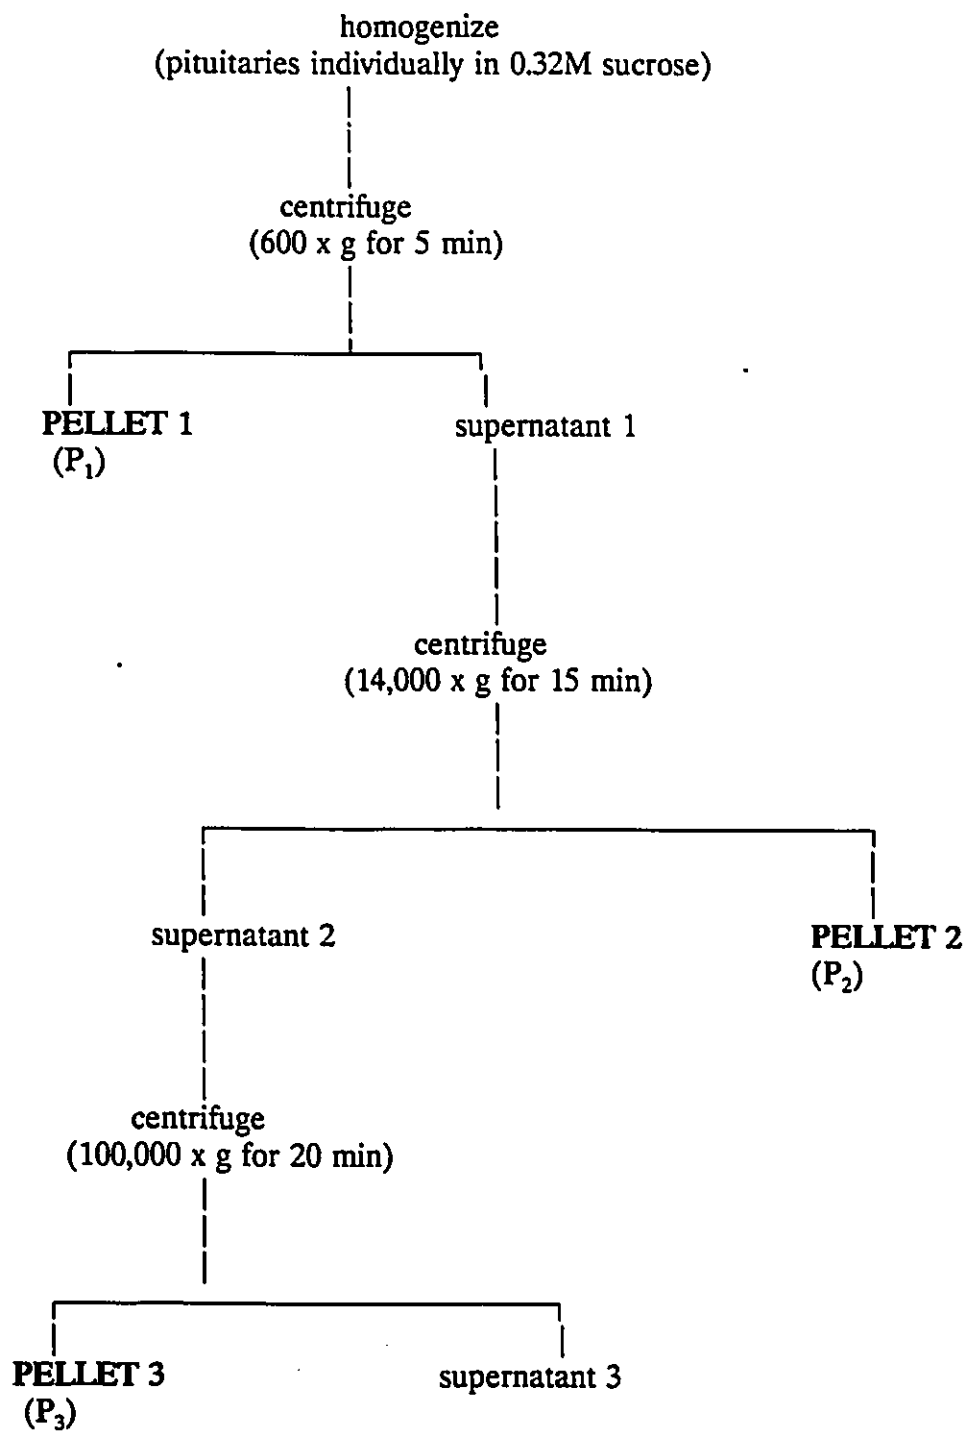 homogenize
(pituitaries individually in 0.32M sucrose)
centrifuge
(600 x g for 5 min)
PELLET 1
(P₁)
supernatant 1
centrifuge
(14,000 x g for 15 min)
supernatant 2
PELLET 2
(P₂)
centrifuge
(100,000 x g for 20 min)
PELLET 3
(P₃)
supernatant 3